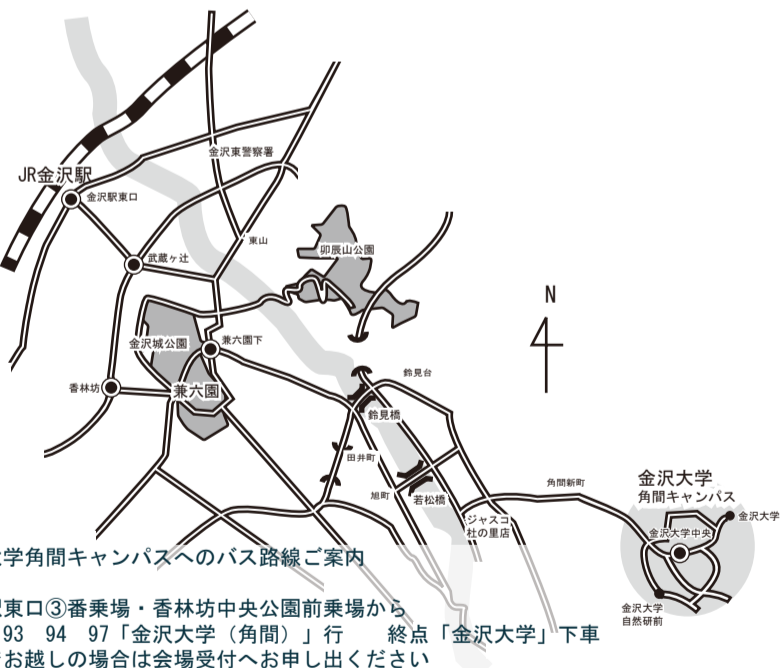 金沢東警察署
JR金沢駅
金沢駅東口
東山
卯辰山公園
武蔵ヶ辻
N
金沢城公園
兼六園下
鈴見台
香林坊
兼六園
鈴見橋
田井町
旭町
若松橋
角間新町
金沢大学
角間キャンパス
ジャスコ
杜の里店
金沢大学
金沢大学中央
金沢大学
自然研前
大学角間キャンパスへのバス路線ご案内
駅東口③番乗場・香林坊中央公園前乗場から
93 94 97「金沢大学(角間)」行 終点「金沢大学」下車
お越しの場合は会場受付へお申し出ください